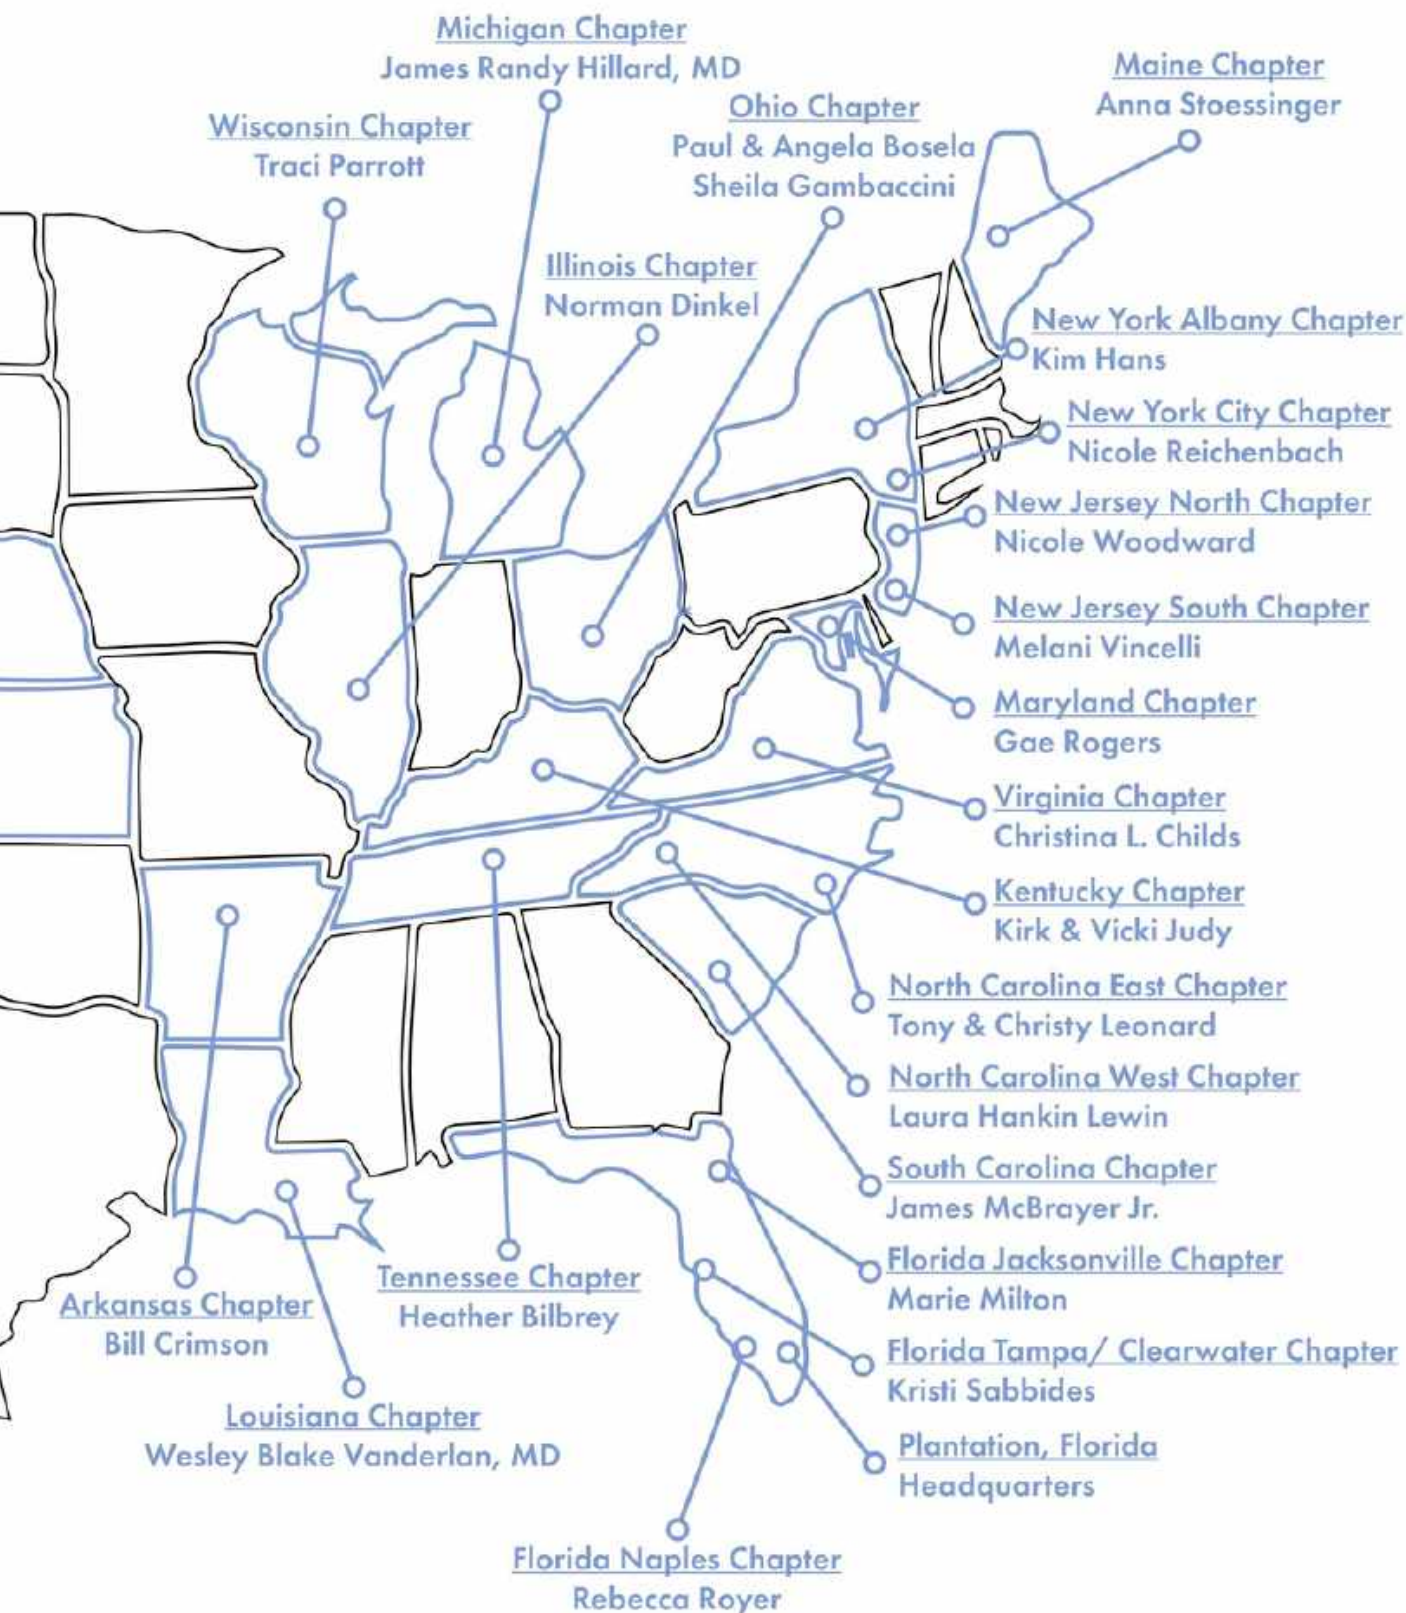 Michigan Chapter
James Randy Hillard, MD
Maine Chapter
Anna Stoessinger
Ohio Chapter
Paul & Angela Bosela
Sheila Gambaccini
Wisconsin Chapter
Traci Parrott
Illinois Chapter
Norman Dinkel
New York Albany Chapter
Kim Hans
New York City Chapter
Nicole Reichenbach
New Jersey North Chapter
Nicole Woodward
New Jersey South Chapter
Melani Vincelli
Maryland Chapter
Gae Rogers
Virginia Chapter
Christina L. Childs
Kentucky Chapter
Kirk & Vicki Judy
North Carolina East Chapter
Tony & Christy Leonard
North Carolina West Chapter
Laura Hankin Lewin
South Carolina Chapter
James McBrayer Jr.
Florida Jacksonville Chapter
Marie Milton
Tennessee Chapter
Heather Bilbrey
Arkansas Chapter
Bill Crimson
Florida Tampa/ Clearwater Chapter
Kristi Sabbides
Louisiana Chapter
Wesley Blake Vanderlan, MD
Plantation, Florida
Headquarters
Florida Naples Chapter
Rebecca Royer